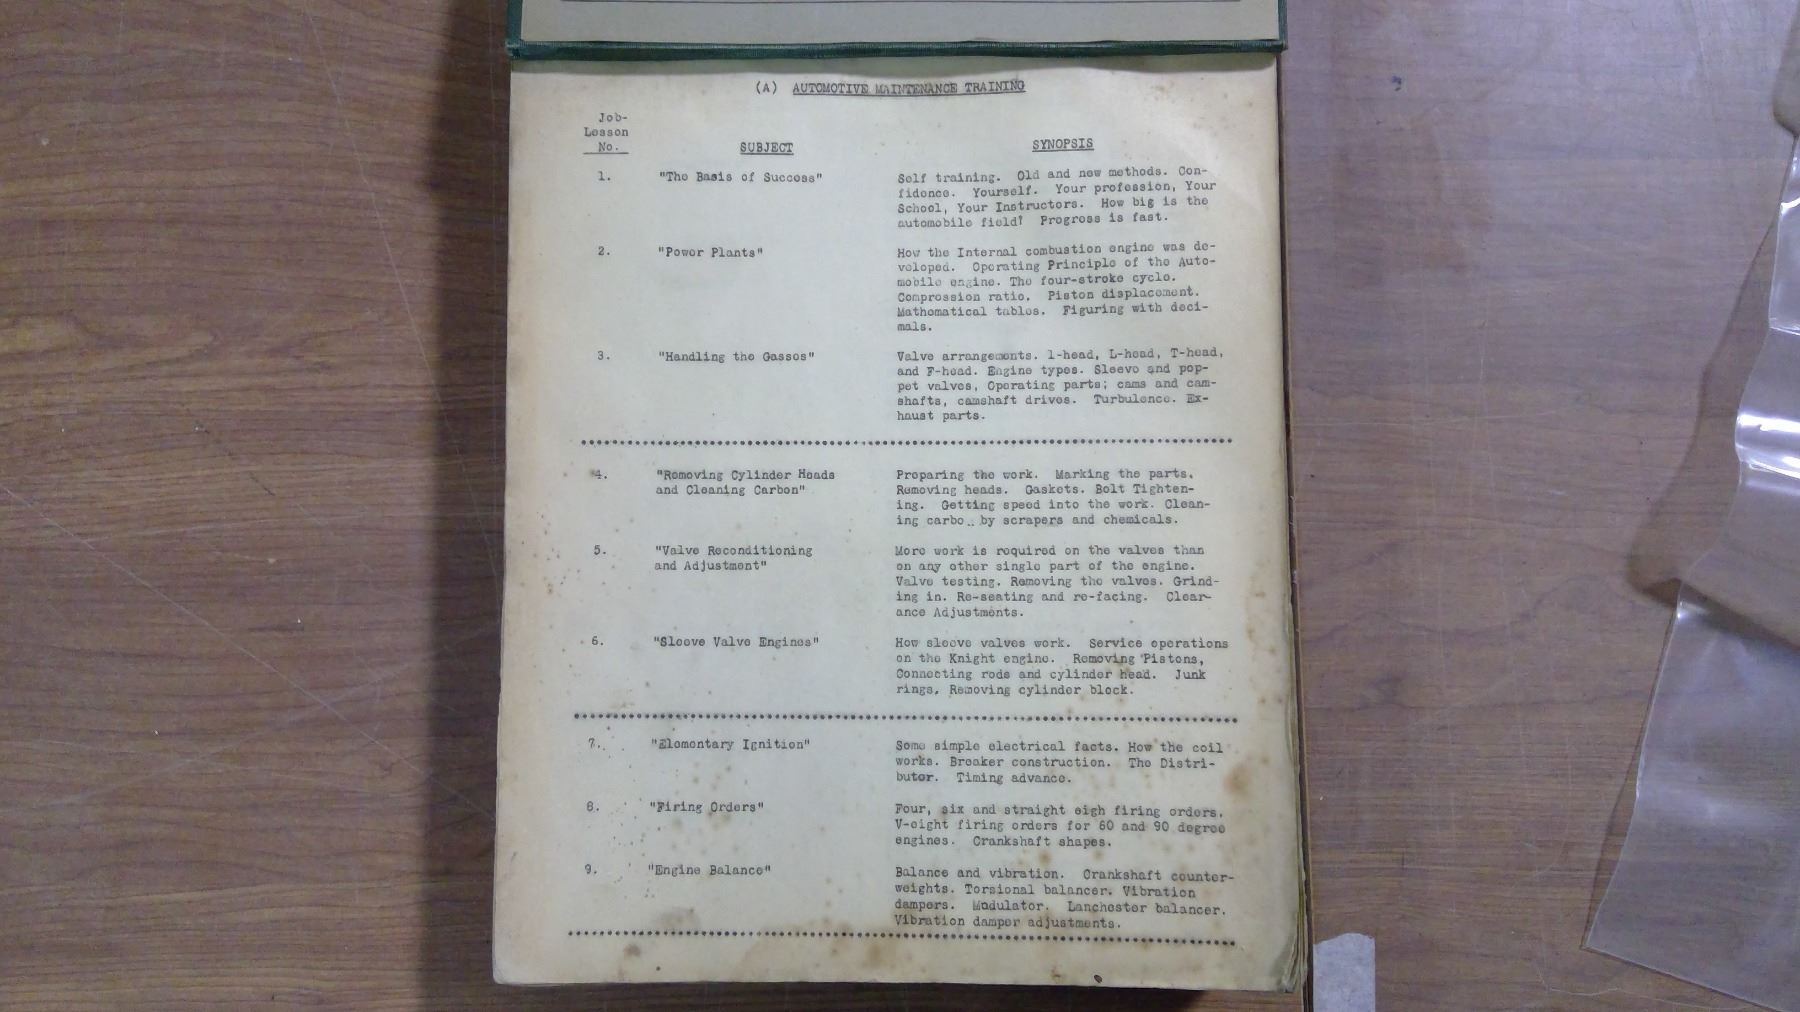 (A) AUTOMOTIVE MAINTENANCE TRAINING
Job-
Lesson
No.
SUBJECT
SYNOPSIS
1.
"The Basis of Success"
Self training. Old and new methods. Con-
fidence. Yourself. Your profession, Your
School, Your Instructors. How big is the
automobile field? Progress is fast.
2.
"Power Plants"
How the Internal combustion engine was de-
veloped. Operating Principle of the Auto-
mobile engine. The four-stroke cycle.
Compression ratio. Piston displacement.
Mathematical tables. Figuring with deci-
mals.
3.
"Handling the Gasses"
Valve arrangements. l-head, L-head, T-head,
and F-head. Engine types. Sleeve and pop-
pet valves, Operating parts; cams and cam-
shafts, camshaft drives. Turbulence. Ex-
haust parts.
4.
"Removing Cylinder Heads
and Cleaning Carbon"
Preparing the work. Marking the parts.
Removing heads. Gaskets. Bolt Tighten-
ing. Getting speed into the work. Clean-
ing carbo by scrapers and chemicals.
5.
"Valve Reconditioning
and Adjustment"
More work is required on the valves than
on any other single part of the engine.
Valve testing. Removing the valves. Grind-
ing in. Re-seating and re-facing. Clear-
ance Adjustments.
6.
"Sleeve Valve Engines"
How sleeve valves work. Service operations
on the Knight engine. Removing Pistons,
Connecting rods and cylinder head. Junk
rings, Removing cylinder block.
7.
"Elementary Ignition"
Some simple electrical facts. How the coil
works. Breaker construction. The Distri-
butor. Timing advance.
8.
"Firing Orders"
Four, six and straight eigh firing orders.
V-eight firing orders for 60 and 90 degree
engines. Crankshaft shapes.
9.
"Engine Balance"
Balance and vibration. Crankshaft counter-
weights. Torsional balancer. Vibration
dampers. Modulator. Lanchester balancer.
Vibration damper adjustments.